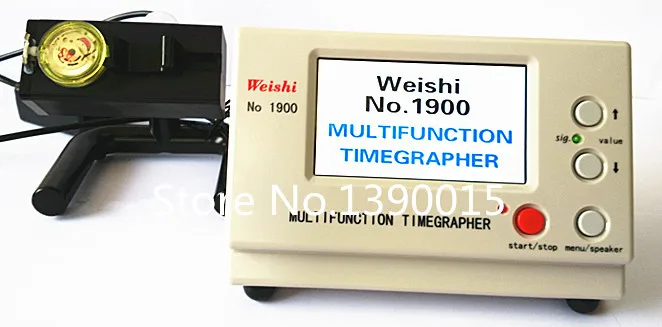 Weishi
No 1900
Weishi
No.1900
MULTIFUNCTION
TIMEGRAPHER
↑
sig. value
↓
MULTIFUNCTION TIMEGRAPHER
start/stop menu/speaker
Store No.1390015